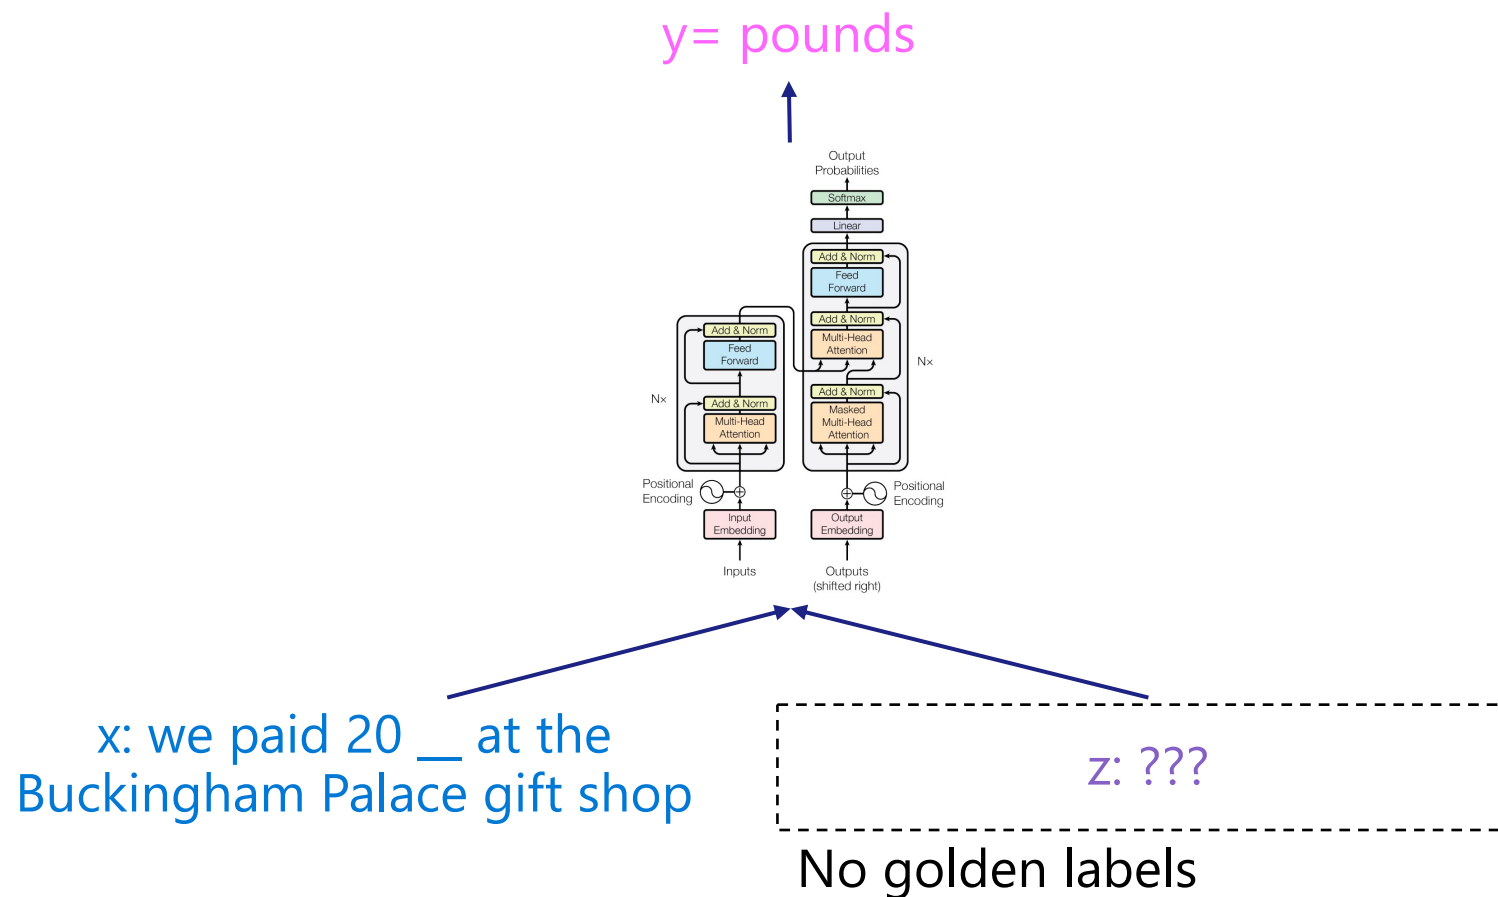 y= pounds
Output
Probabilities
Softmax
Linear
Add & Norm
Feed
Forward
Add & Norm
Multi-Head
Attention
Add & Norm
Masked
Multi-Head
Attention
N×
Add & Norm
Feed
Forward
Add & Norm
Multi-Head
Attention
N×
Positional
Encoding
Positional
Encoding
Input
Embedding
Output
Embedding
Inputs
Outputs
(shifted right)
x: we paid 20 __ at the
Buckingham Palace gift shop
z: ???
No golden labels